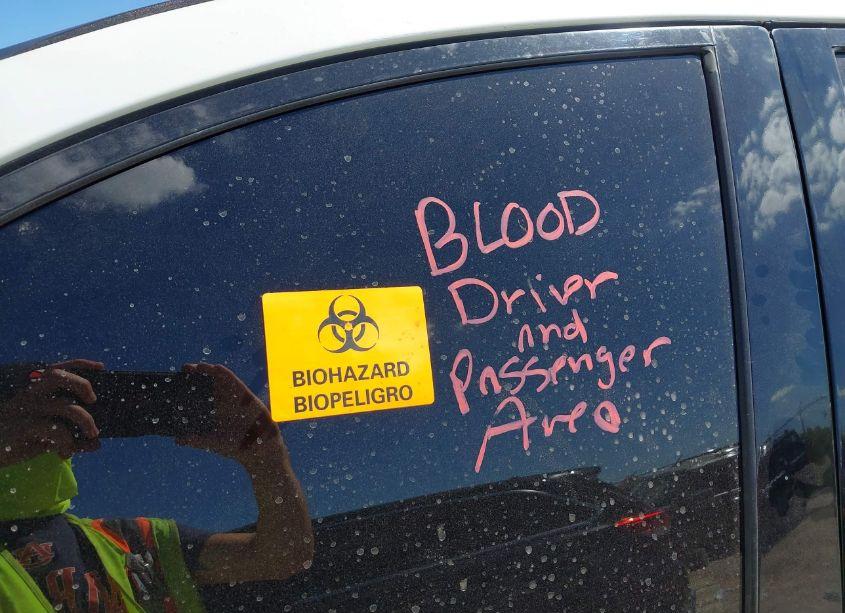 BLOOD
Driver
and
Passenger
Area
BIOHAZARD
BIOPELIGRO